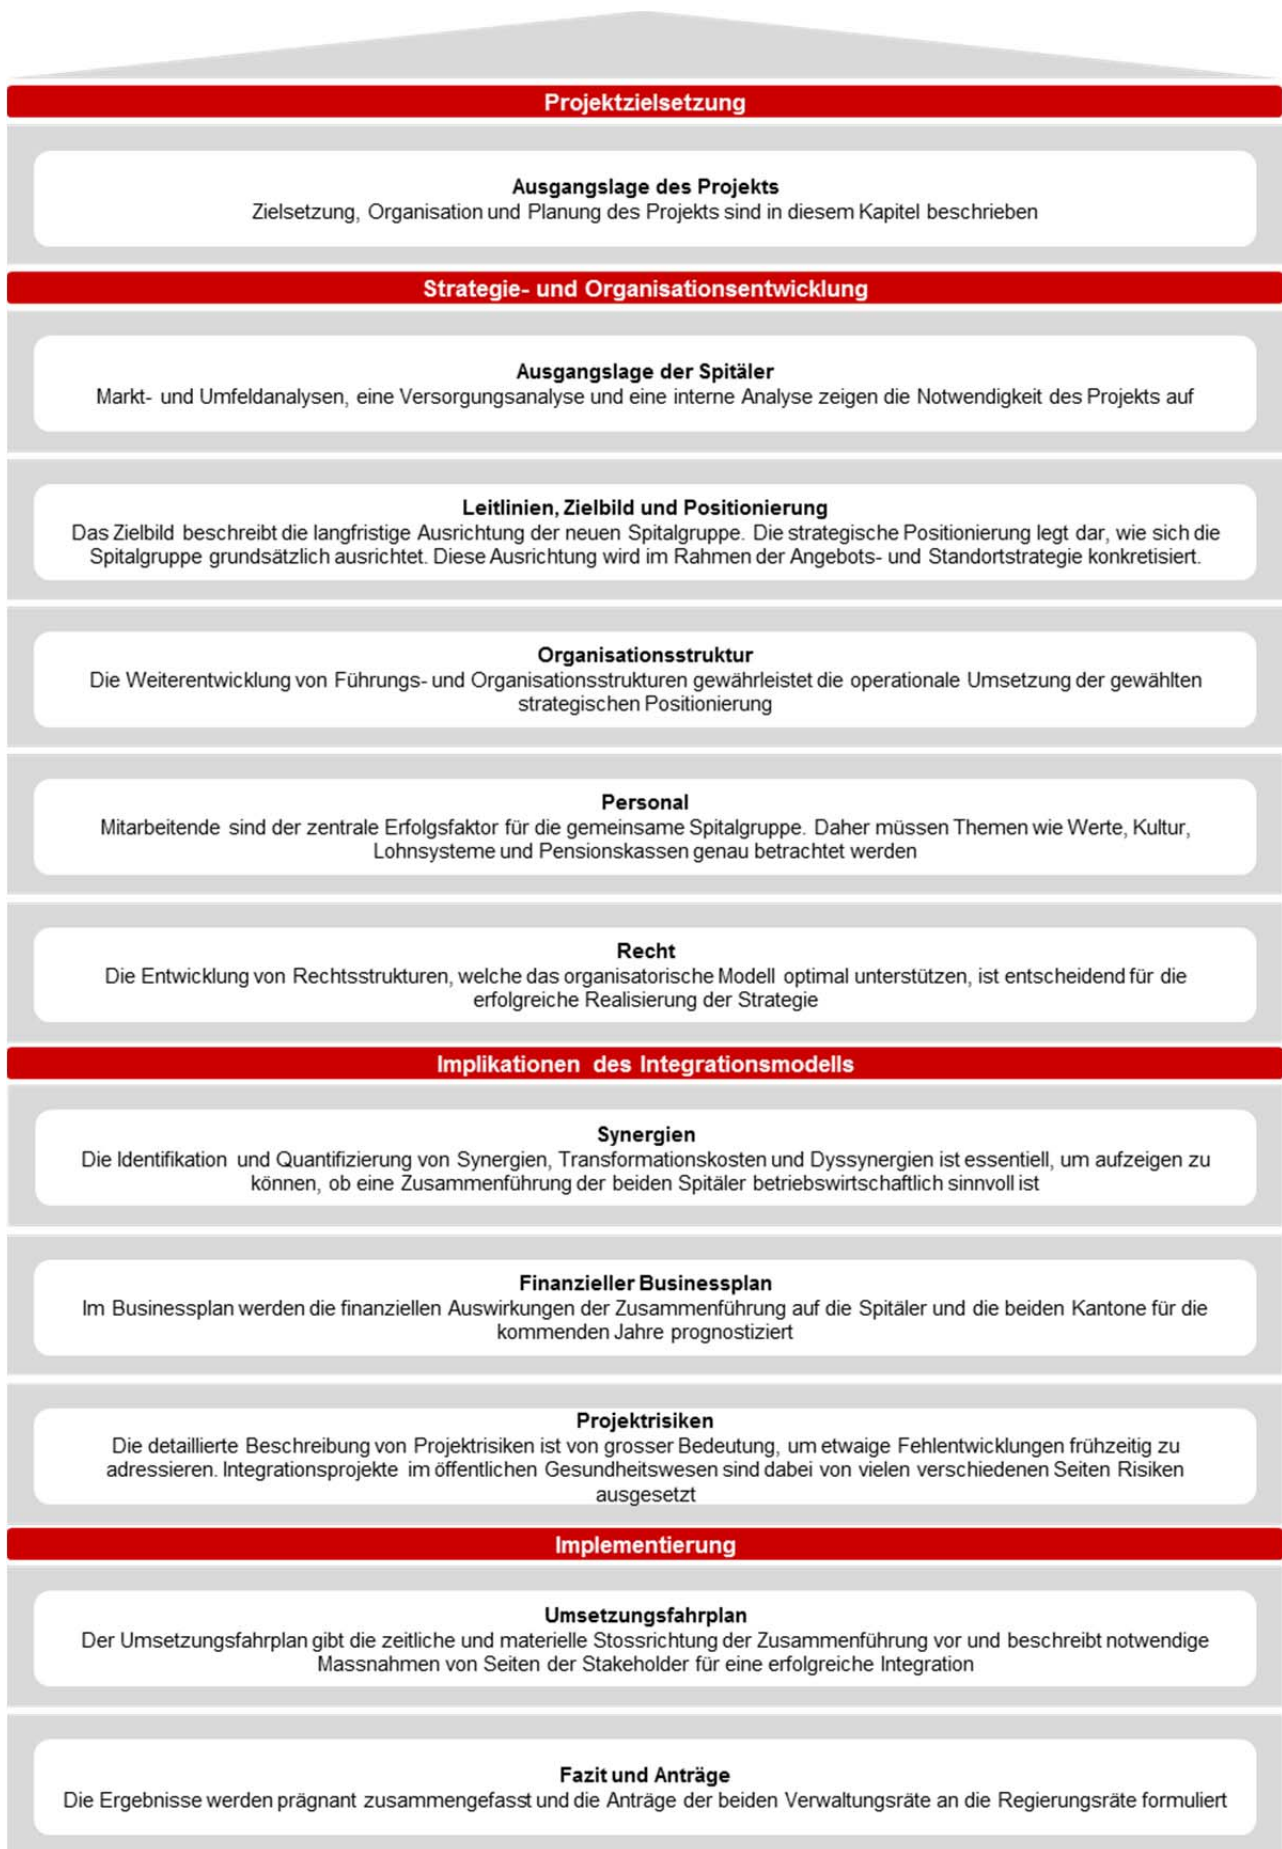 Projektzielsetzung
Ausgangslage des Projekts
Zielsetzung, Organisation und Planung des Projekts sind in diesem Kapitel beschrieben
Strategie- und Organisationsentwicklung
Ausgangslage der Spitäler
Markt- und Umfeldanalysen, eine Versorgungsanalyse und eine interne Analyse zeigen die Notwendigkeit des Projekts auf
Leitlinien, Zielbild und Positionierung
Das Zielbild beschreibt die langfristige Ausrichtung der neuen Spitalgruppe. Die strategische Positionierung legt dar, wie sich die
Spitalgruppe grundsätzlich ausrichtet. Diese Ausrichtung wird im Rahmen der Angebots- und Standortstrategie konkretisiert.
Organisationsstruktur
Die Weiterentwicklung von Führungs- und Organisationsstrukturen gewährleistet die operationale Umsetzung der gewählten
strategischen Positionierung
Personal
Mitarbeitende sind der zentrale Erfolgsfaktor für die gemeinsame Spitalgruppe. Daher müssen Themen wie Werte, Kultur,
Lohnsysteme und Pensionskassen genau betrachtet werden
Recht
Die Entwicklung von Rechtsstrukturen, welche das organisatorische Modell optimal unterstützen, ist entscheidend für die
erfolgreiche Realisierung der Strategie
Implikationen des Integrationsmodells
Synergien
Die Identifikation und Quantifizierung von Synergien, Transformationskosten und Dyssynergien ist essentiell, um aufzeigen zu
können, ob eine Zusammenführung der beiden Spitäler betriebswirtschaftlich sinnvoll ist
Finanzieller Businessplan
Im Businessplan werden die finanziellen Auswirkungen der Zusammenführung auf die Spitäler und die beiden Kantone für die
kommenden Jahre prognostiziert
Projektrisiken
Die detaillierte Beschreibung von Projektrisiken ist von grosser Bedeutung, um etwaige Fehlentwicklungen frühzeitig zu
adressieren. Integrationsprojekte im öffentlichen Gesundheitswesen sind dabei von vielen verschiedenen Seiten Risiken
ausgesetzt
Implementierung
Umsetzungsfahrplan
Der Umsetzungsfahrplan gibt die zeitliche und materielle Stossrichtung der Zusammenführung vor und beschreibt notwendige
Massnahmen von Seiten der Stakeholder für eine erfolgreiche Integration
Fazit und Anträge
Die Ergebnisse werden prägnant zusammengefasst und die Anträge der beiden Verwaltungsräte an die Regierungsräte formuliert